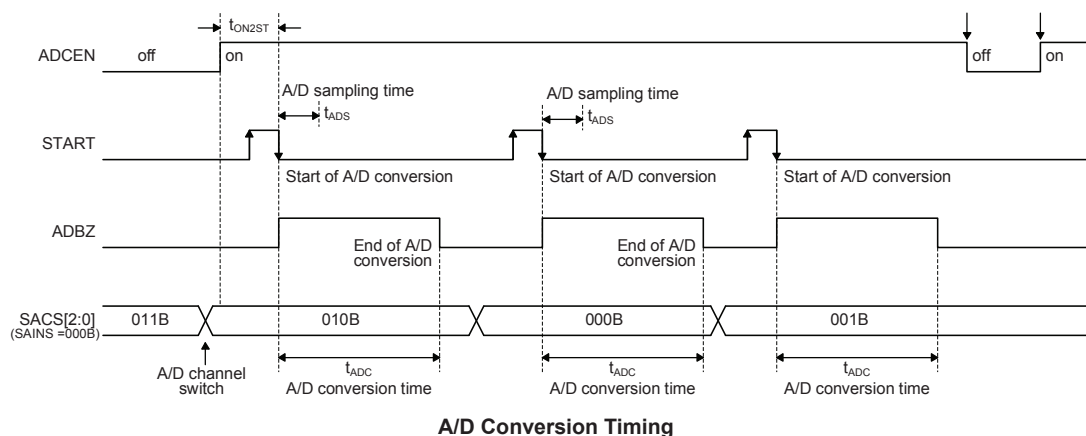 tON2ST
ADCEN
off
on
off
on
A/D sampling time
tADS
A/D sampling time
tADS
START
Start of A/D conversion
Start of A/D conversion
Start of A/D conversion
ADBZ
End of A/D
conversion
End of A/D
conversion
SACS[2:0]
(SAINS =000B)
011B
010B
000B
001B
A/D channel
switch
tADC
A/D conversion time
tADC
A/D conversion time
tADC
A/D conversion time
A/D Conversion Timing